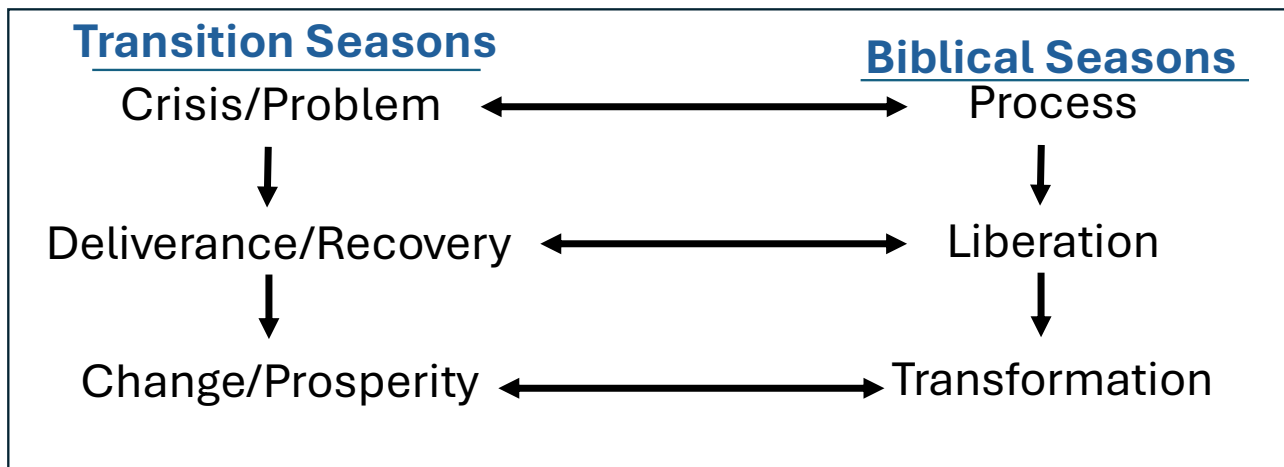 Transition Seasons
Biblical Seasons
Crisis/Problem
Process
Deliverance/Recovery
Liberation
Change/Prosperity
Transformation